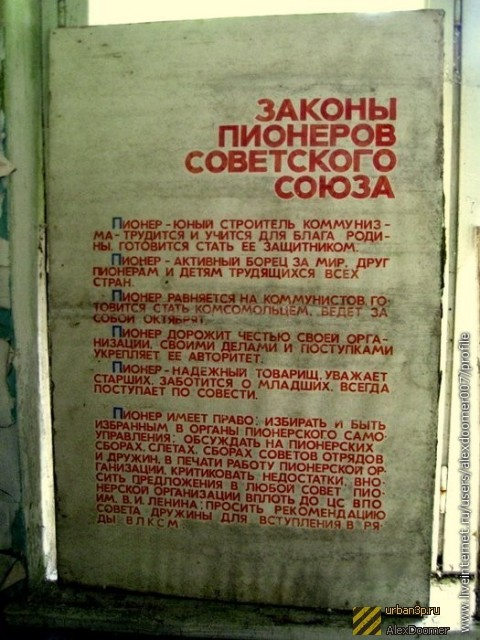 ЗАКОНЫ
ПИОНЕРОВ
СОВЕТСКОГО
СОЮЗА
ПИОНЕР - ЮНЫЙ СТРОИТЕЛЬ КОММУНИЗ-
МА-ТРУДИТСЯ И УЧИТСЯ ДЛЯ БЛАГА РОДИ-
НЫ, ГОТОВИТСЯ СТАТЬ ЕЕ ЗАЩИТНИКОМ.
ПИОНЕР - АКТИВНЫЙ БОРЕЦ ЗА МИР, ДРУГ
ПИОНЕРАМ И ДЕТЯМ ТРУДЯЩИХСЯ ВСЕХ
СТРАН.
ПИОНЕР РАВНЯЕТСЯ НА КОММУНИСТОВ, ГО-
ТОВИТСЯ СТАТЬ КОМСОМОЛЬЦЕМ, ВЕДЕТ ЗА
СОБОЙ ОКТЯБРЯТ.
ПИОНЕР ДОРОЖИТ ЧЕСТЬЮ СВОЕЙ ОРГА-
НИЗАЦИИ, СВОИМИ ДЕЛАМИ И ПОСТУПКАМИ
УКРЕПЛЯЕТ ЕЕ АВТОРИТЕТ.
ПИОНЕР - НАДЕЖНЫЙ ТОВАРИЩ, УВАЖАЕТ
СТАРШИХ, ЗАБОТИТСЯ О МЛАДШИХ, ВСЕГДА
ПОСТУПАЕТ ПО СОВЕСТИ.
ПИОНЕР ИМЕЕТ ПРАВО: ИЗБИРАТЬ И БЫТЬ
ИЗБРАННЫМ В ОРГАНЫ ПИОНЕРСКОГО САМО-
УПРАВЛЕНИЯ; ОБСУЖДАТЬ НА ПИОНЕРСКИХ
СБОРАХ, СЛЕТАХ, СБОРАХ СОВЕТОВ ОТРЯДОВ
И ДРУЖИН, В ПЕЧАТИ РАБОТУ ПИОНЕРСКОЙ ОР-
ГАНИЗАЦИИ, КРИТИКОВАТЬ НЕДОСТАТКИ, ВНО-
СИТЬ ПРЕДЛОЖЕНИЯ В ЛЮБОЙ СОВЕТ ПИО-
НЕРСКОЙ ОРГАНИЗАЦИИ ВПЛОТЬ ДО ЦС ВПО
ИМ. В. И. ЛЕНИНА; ПРОСИТЬ РЕКОМЕНДАЦИЮ
СОВЕТА ДРУЖИНЫ ДЛЯ ВСТУПЛЕНИЯ В РЯ-
ДЫ ВЛКСМ
www.liveinternet.ru/users/alexdoomer007/profile
urban3p.ru
AlexDoomer